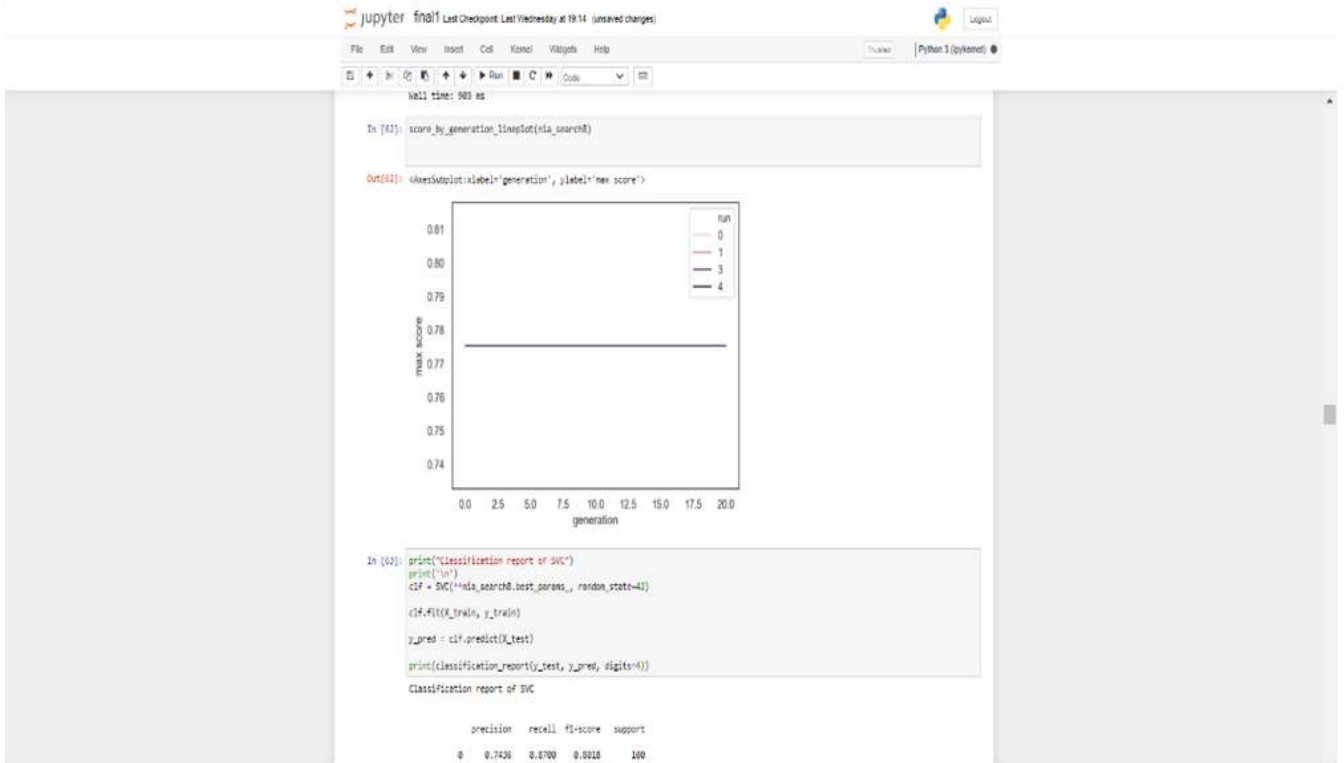 jupyter final1 Last Checkpoint: Last Wednesday at 19:14 (unsaved changes)
Logout
File Edit View Insert Cell Kernel Widgets Help
Trusted
Python 3 (ipykernel)
Run
Code
Wall time: 903 ms
In [62]: score_by_generation_lineplot(nia_search8)
Out[62]: <AxesSubplot:xlabel='generation', ylabel='max score'>
run
0
1
3
4
0.81
0.80
0.79
0.78
0.77
0.76
0.75
0.74
max score
0.0 2.5 5.0 7.5 10.0 12.5 15.0 17.5 20.0
generation
In [63]: print("Classification report of SVC")
print('\n')
clf = SVC(**nia_search8.best_params_, random_state=42)
clf.fit(X_train, y_train)
y_pred = clf.predict(X_test)
print(classification_report(y_test, y_pred, digits=4))
Classification report of SVC
precision recall f1-score support
0 0.7436 0.8700 0.8018 100